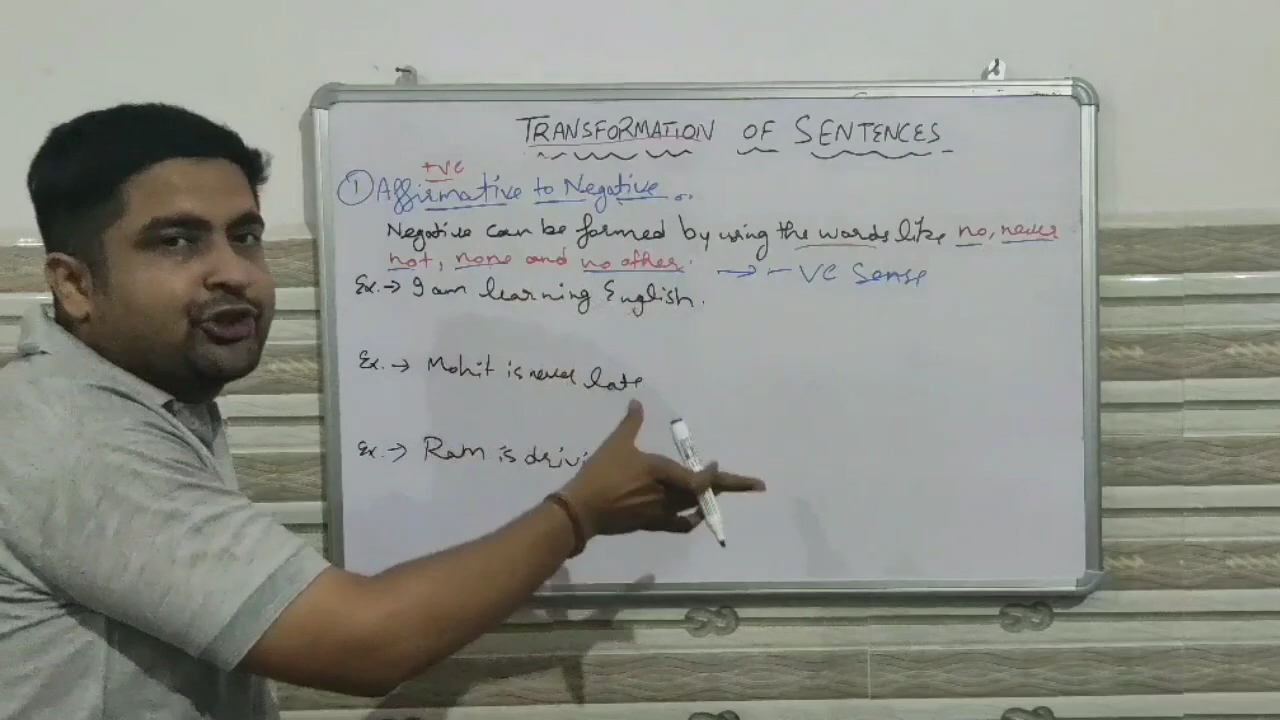 TRANSFORMATION OF SENTENCES
+ve
① Affirmative to Negative..
Negative can be formed by using the words like no, never
not, none and no other. → - ve Sense
Ex. → I am learning English.
Ex. → Mohit is never late
Ex. → Ram is drivi